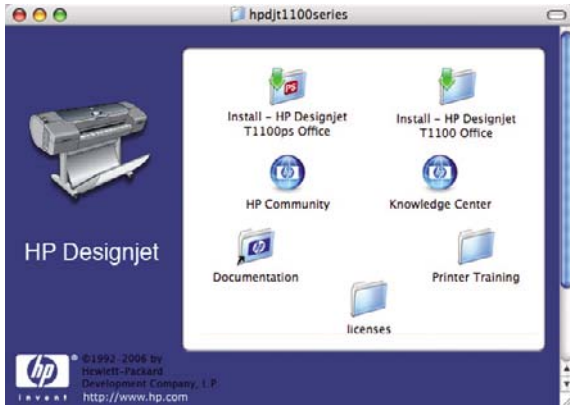 hpdjt1100series
Install – HP Designjet
T1100ps Office
Install – HP Designjet
T1100 Office
HP Community
Knowledge Center
HP Designjet
Documentation
Printer Training
licenses
hp
®
©1992-2006 by
Hewlett-Packard
Development Company, L.P.
invent
http://www.hp.com